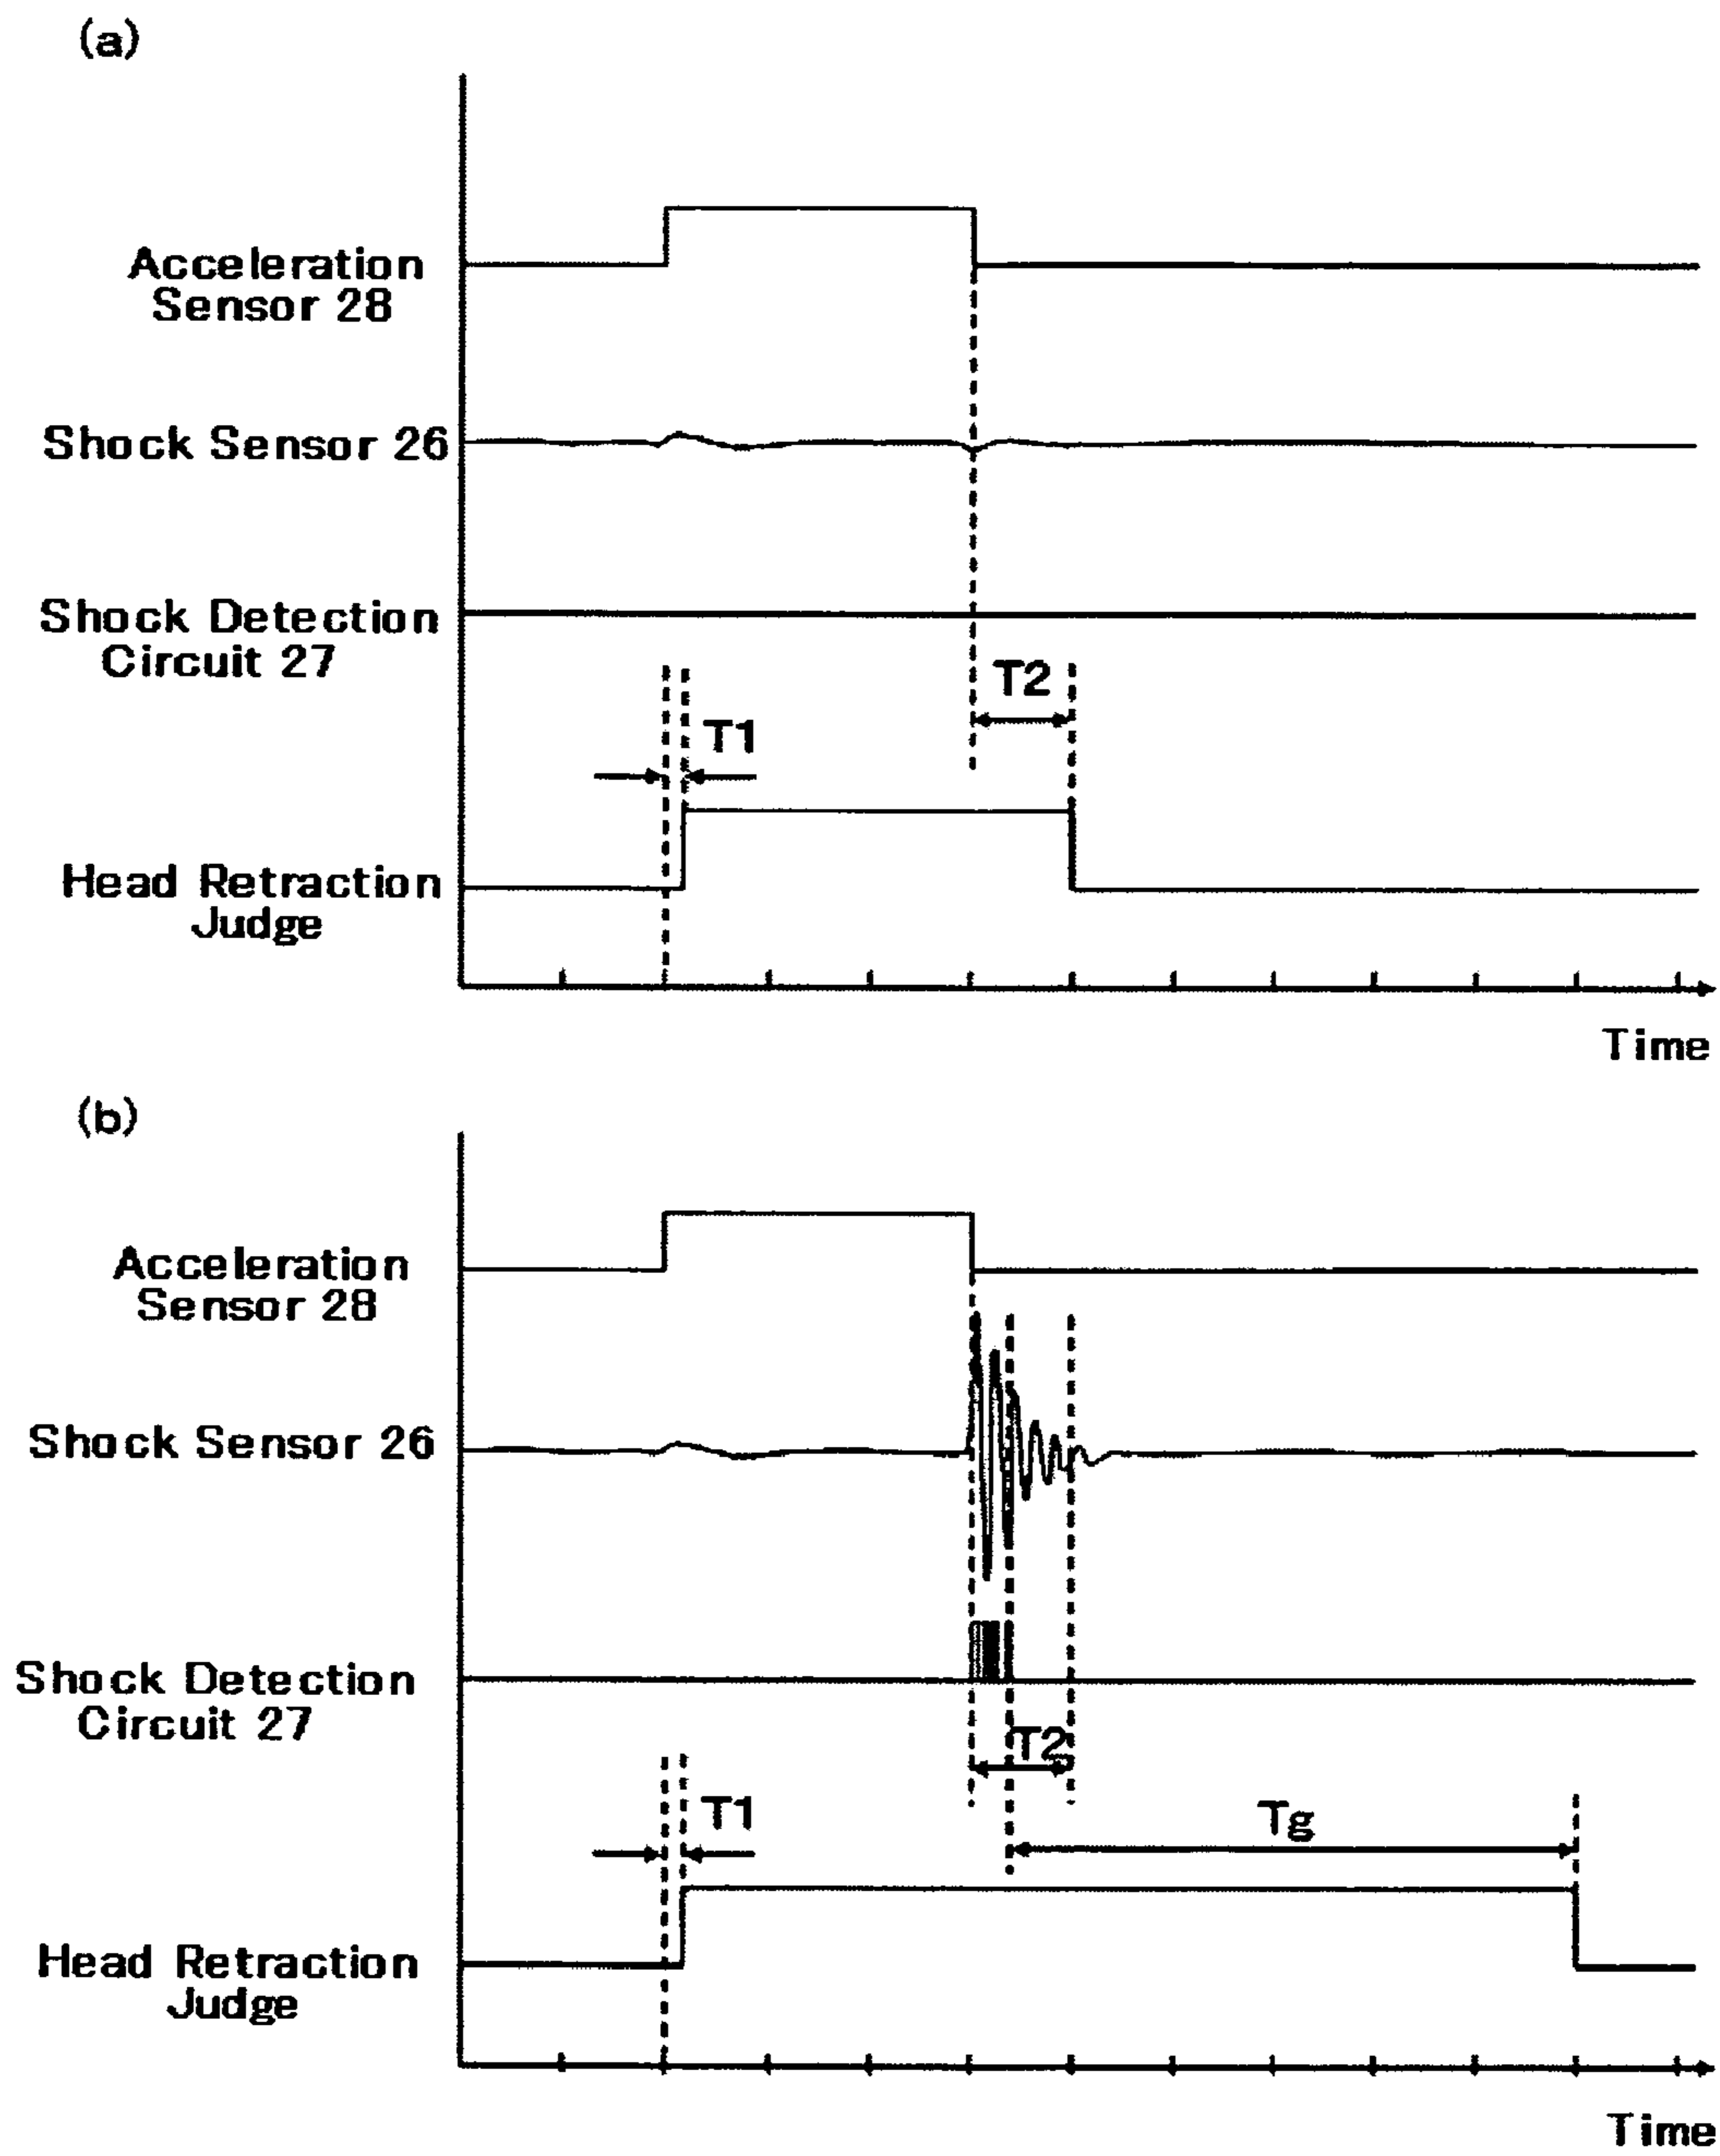 (a)
Acceleration
Sensor 28
Shock Sensor 26
Shock Detection
Circuit 27
T2
T1
Head Retraction
Judge
Time
(b)
Acceleration
Sensor 28
Shock Sensor 26
Shock Detection
Circuit 27
T2
T1
Tg
Head Retraction
Judge
Time